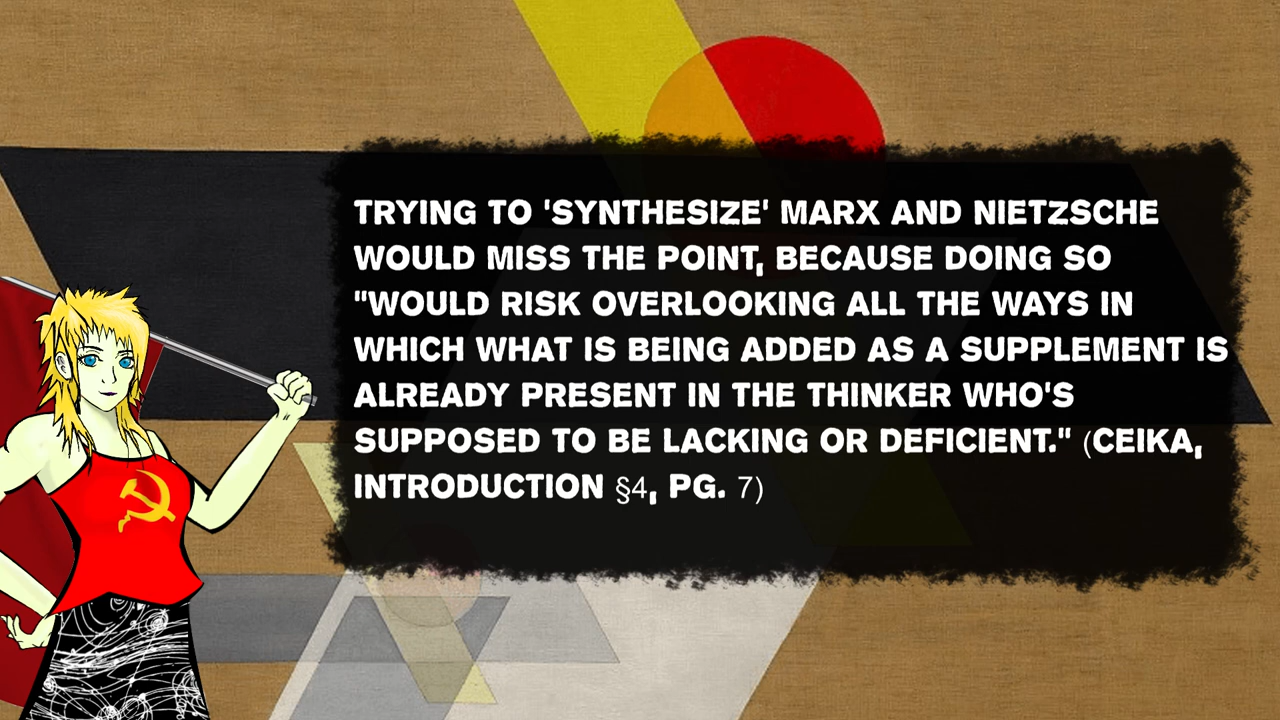 TRYING TO 'SYNTHESIZE' MARX AND NIETZSCHE
WOULD MISS THE POINT, BECAUSE DOING SO
"WOULD RISK OVERLOOKING ALL THE WAYS IN
WHICH WHAT IS BEING ADDED AS A SUPPLEMENT IS
ALREADY PRESENT IN THE THINKER WHO'S
SUPPOSED TO BE LACKING OR DEFICIENT." (CEIKA,
INTRODUCTION §4, PG. 7)